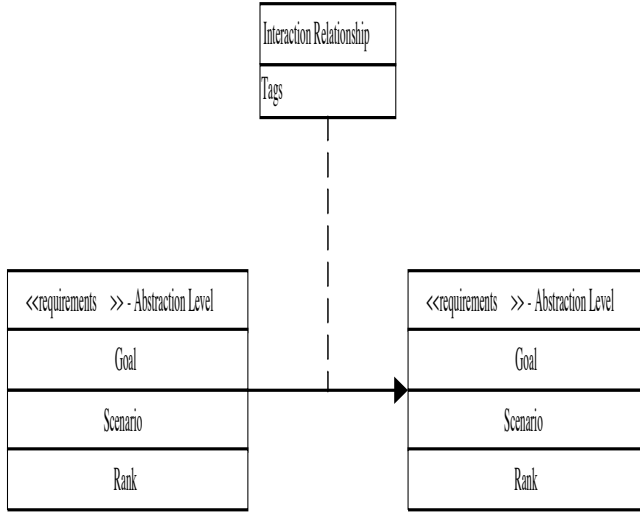 Interaction Relationship
Tags
<<requirements >> - Abstraction Level
Goal
Scenario
Rank
<<requirements >> - Abstraction Level
Goal
Scenario
Rank